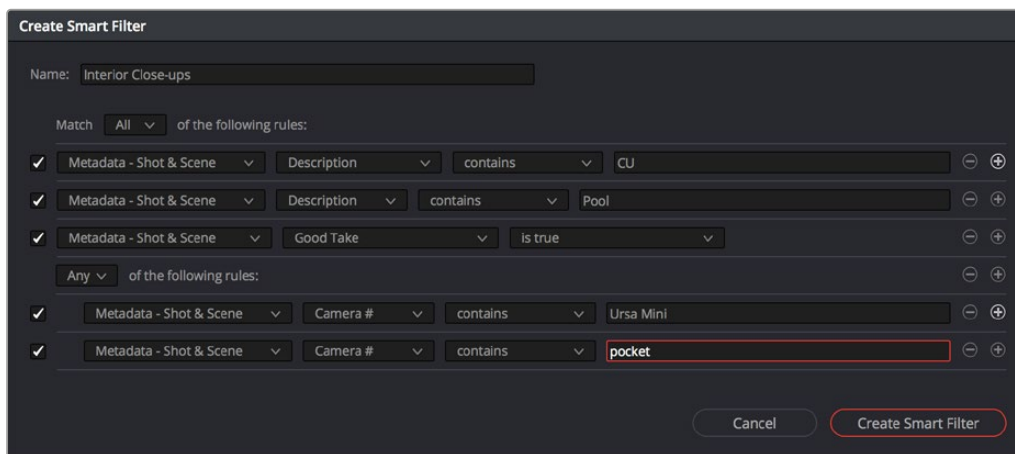 Create Smart Filter
Name: Interior Close-ups
Match All of the following rules:
Metadata - Shot & Scene Description contains CU
Metadata - Shot & Scene Description contains Pool
Metadata - Shot & Scene Good Take is true
Any of the following rules:
Metadata - Shot & Scene Camera # contains Ursa Mini
Metadata - Shot & Scene Camera # contains pocket
Cancel Create Smart Filter